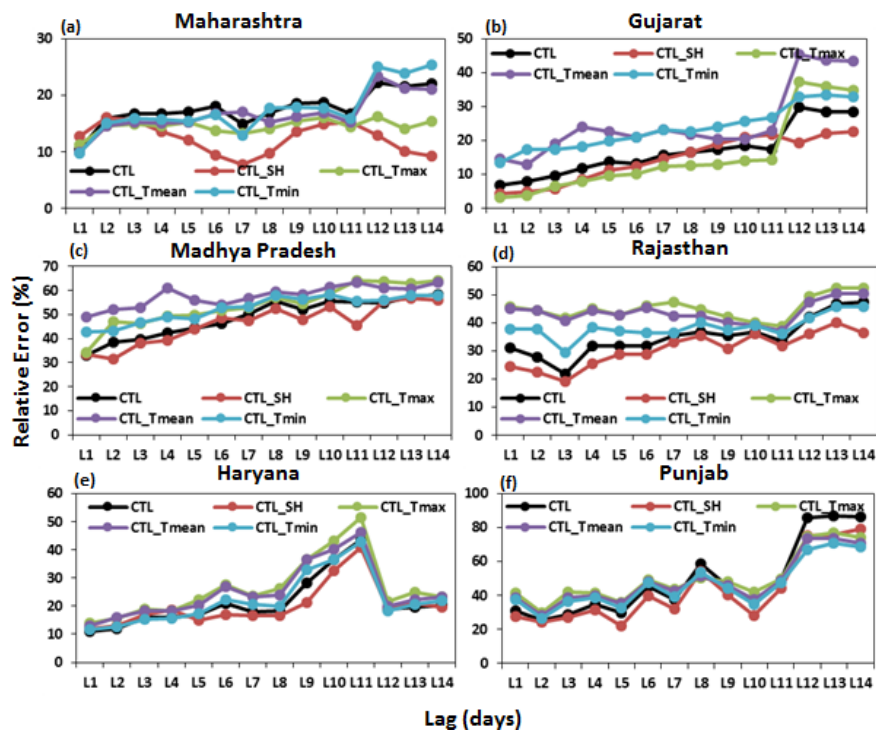 Maharashtra Gujarat
(a) (b)
30 50
20 40
10 30
0 20
10
0
CTL CTL_SH CTL_Tmax
CTL_Tmean CTL_Tmin
CTL CTL_SH CTL_Tmax
CTL_Tmean CTL_Tmin
L1 L2 L3 L4 L5 L6 L7 L8 L9 L10 L11 L12 L13 L14
L1 L2 L3 L4 L5 L6 L7 L8 L9 L10 L11 L12 L13 L14
Madhya Pradesh Rajasthan
(c) (d)
70 60
60 50
50 40
40 30
30 20
20 10
10 0
0
CTL CTL_SH CTL_Tmax
CTL_Tmean CTL_Tmin
CTL CTL_SH CTL_Tmax
CTL_Tmean CTL_Tmin
L1 L2 L3 L4 L5 L6 L7 L8 L9 L10 L11 L12 L13 L14
L1 L2 L3 L4 L5 L6 L7 L8 L9 L10 L11 L12 L13 L14
Relative Error (%)
Haryana Punjab
(e) (f)
60 100
50 80
40 60
30 40
20 20
10 0
0
CTL CTL_SH CTL_Tmax
CTL_Tmean CTL_Tmin
CTL CTL_SH CTL_Tmax
CTL_Tmean CTL_Tmin
L1 L2 L3 L4 L5 L6 L7 L8 L9 L10 L11 L12 L13 L14
L1 L2 L3 L4 L5 L6 L7 L8 L9 L10 L11 L12 L13 L14
Lag (days)